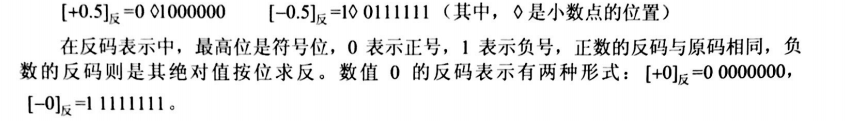 [+0.5]反=0 ◊1000000 [−0.5]反=1◊ 0111111（其中，◊ 是小数点的位置）
在反码表示中，最高位是符号位，0 表示正号，1 表示负号，正数的反码与原码相同，负
数的反码则是其绝对值按位求反。数值 0 的反码表示有两种形式：[+0]反=0 0000000，
[−0]反=1 1111111。